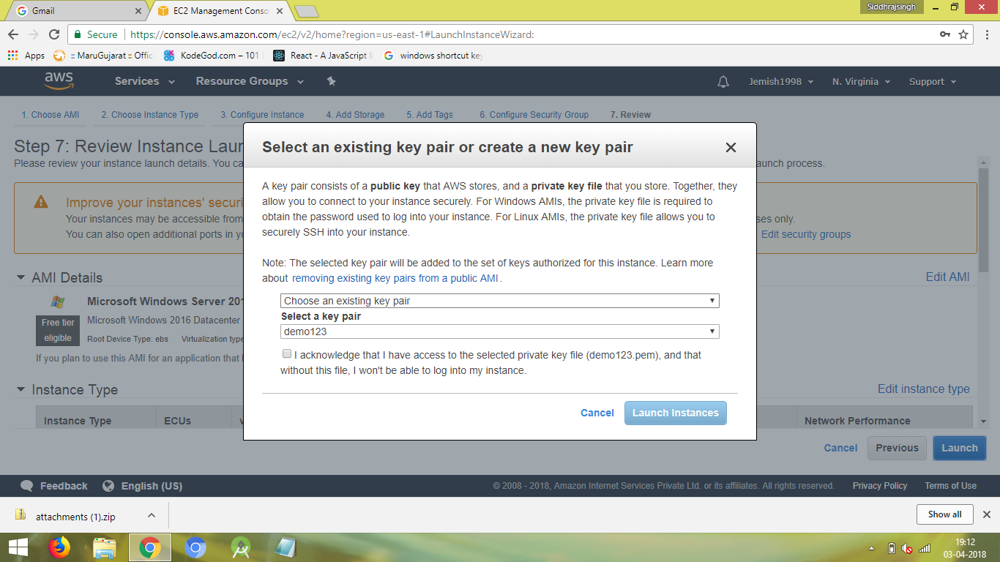 Gmail
EC2 Management Conso
Siddhrajsingh
Secure
https://console.aws.amazon.com/ec2/v2/home?region=us-east-1#LaunchInstanceWizard:
Apps
:: MaruGujarat :: Offic
KodeGod.com – 101
React - A JavaScript li
windows shortcut key
aws
Services
Resource Groups
Jemish1998
N. Virginia
Support
1. Choose AMI
2. Choose Instance Type
3. Configure Instance
4. Add Storage
5. Add Tags
6. Configure Security Group
7. Review
Step 7: Review Instance Laun
Please review your instance launch details. You ca
aunch process.
Improve your instances' securi
Your instances may be accessible from
ses only.
You can also open additional ports in yo
Edit security groups
AMI Details
Edit AMI
Microsoft Windows Server 201
Free tier
eligible
Microsoft Windows 2016 Datacenter
Root Device Type: ebs
Virtualization type
If you plan to use this AMI for an application that
Instance Type
Edit instance type
Instance Type
ECUs
v
Network Performance
Select an existing key pair or create a new key pair
A key pair consists of a public key that AWS stores, and a private key file that you store. Together, they
allow you to connect to your instance securely. For Windows AMIs, the private key file is required to
obtain the password used to log into your instance. For Linux AMIs, the private key file allows you to
securely SSH into your instance.
Note: The selected key pair will be added to the set of keys authorized for this instance. Learn more
about removing existing key pairs from a public AMI.
Choose an existing key pair
Select a key pair
demo123
I acknowledge that I have access to the selected private key file (demo123.pem), and that
without this file, I won't be able to log into my instance.
Cancel
Launch Instances
Cancel
Previous
Launch
Feedback
English (US)
© 2008 - 2018, Amazon Internet Services Private Ltd. or its affiliates. All rights reserved.
Privacy Policy
Terms of Use
attachments (1).zip
Show all
19:12
03-04-2018